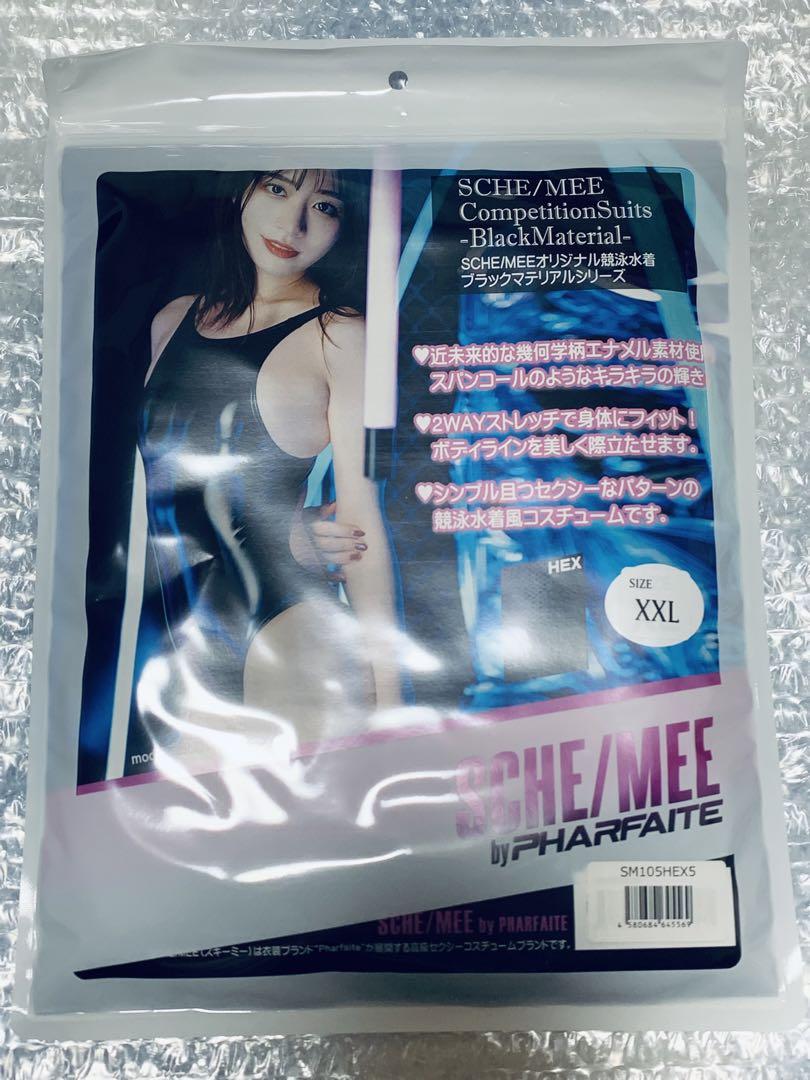 SCHE/MEE
CompetitionSuits
-BlackMaterial-
SCHE/MEEオリジナル競泳水着
ブラックマテリアルシリーズ
♥近未来的な幾何学柄エナメル素材使
スパンコールのようなキラキラの輝き
♥2WAYストレッチで身体にフィット!
ボディラインを美しく際立たせます。
♥シンプル且つセクシーなパターンの
競泳水着風コスチュームです。
HEX
SIZE
XXL
SCHE/MEE
by PHARFAITE
SM105HEX5
4 580684 645569
SCHE/MEE by PHARFAITE
(スキーミー)は衣装ブランド"Pharfaite"が展開する高級セクシーコスチュームブランドです。